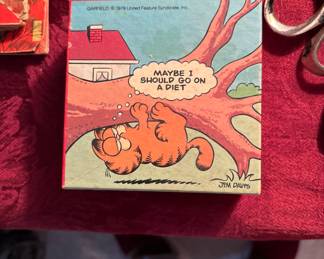 GARFIELD: © 1978 United Feature Syndicate, Inc.
MAYBE I
SHOULD GO ON
A DIET
JIM DAVIS